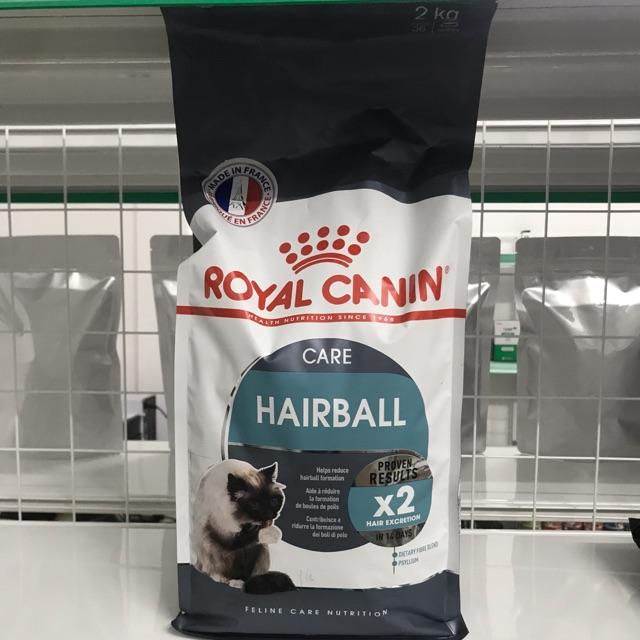 2 kg
36
MADE IN FRANCE
FABRIQUÉ EN FRANCE
ROYAL CANIN®
HEALTH NUTRITION SINCE 1968
CARE
HAIRBALL
Helps reduce
hairball formation
Aide à réduire
la formation
de boules de poils
Contribuisce a
ridurre la formazione
dei boli di pelo
PROVEN
RESULTS
x2
HAIR EXCRETION
IN 14 DAYS
DIETARY FIBRE BLEND
PSYLLIUM
FELINE CARE NUTRITION